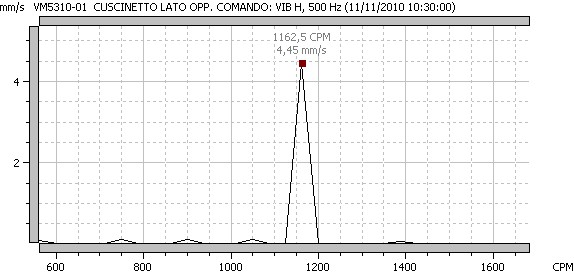 mm/s VM5310-01 CUSCINETTO LATO OPP. COMANDO: VIB H, 500 Hz (11/11/2010 10:30:00)
1162,5 CPM
4,45 mm/s
4
2
600 800 1000 1200 1400 1600 CPM